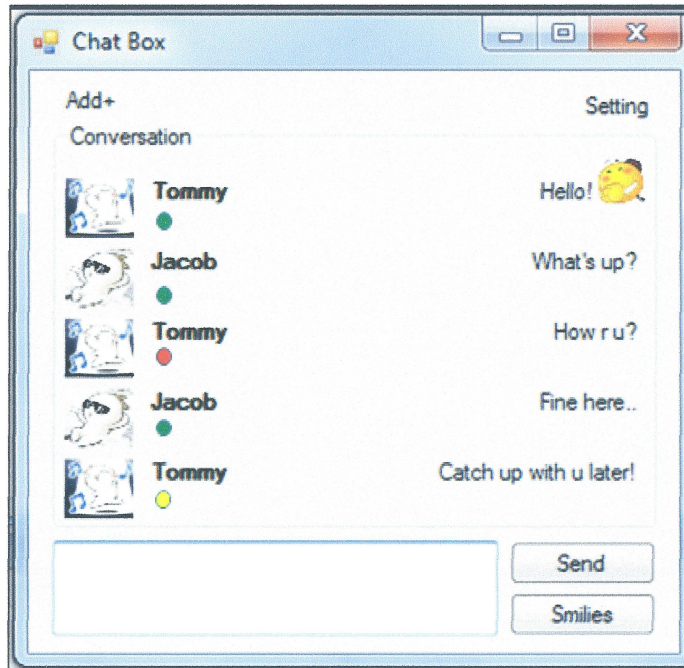 Chat Box
Add+
Setting
Conversation
Tommy Hello!
Jacob What's up?
Tommy How r u?
Jacob Fine here..
Tommy Catch up with u later!
Send
Smilies